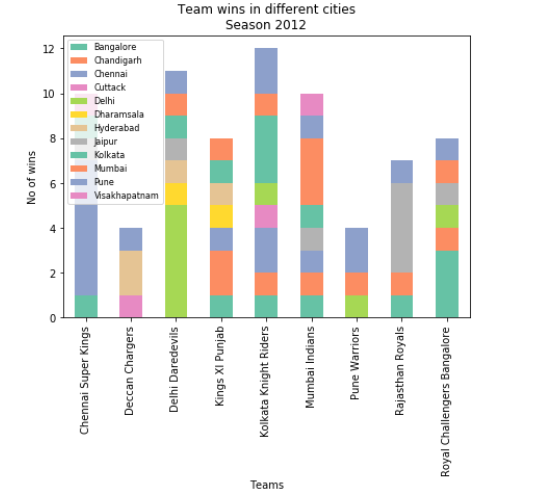 Team wins in different cities
Season 2012
No of wins
12
10
8
6
4
2
0
Bangalore
Chandigarh
Chennai
Cuttack
Delhi
Dharamsala
Hyderabad
Jaipur
Kolkata
Mumbai
Pune
Visakhapatnam
Chennai Super Kings
Deccan Chargers
Delhi Daredevils
Kings XI Punjab
Kolkata Knight Riders
Mumbai Indians
Pune Warriors
Rajasthan Royals
Royal Challengers Bangalore
Teams